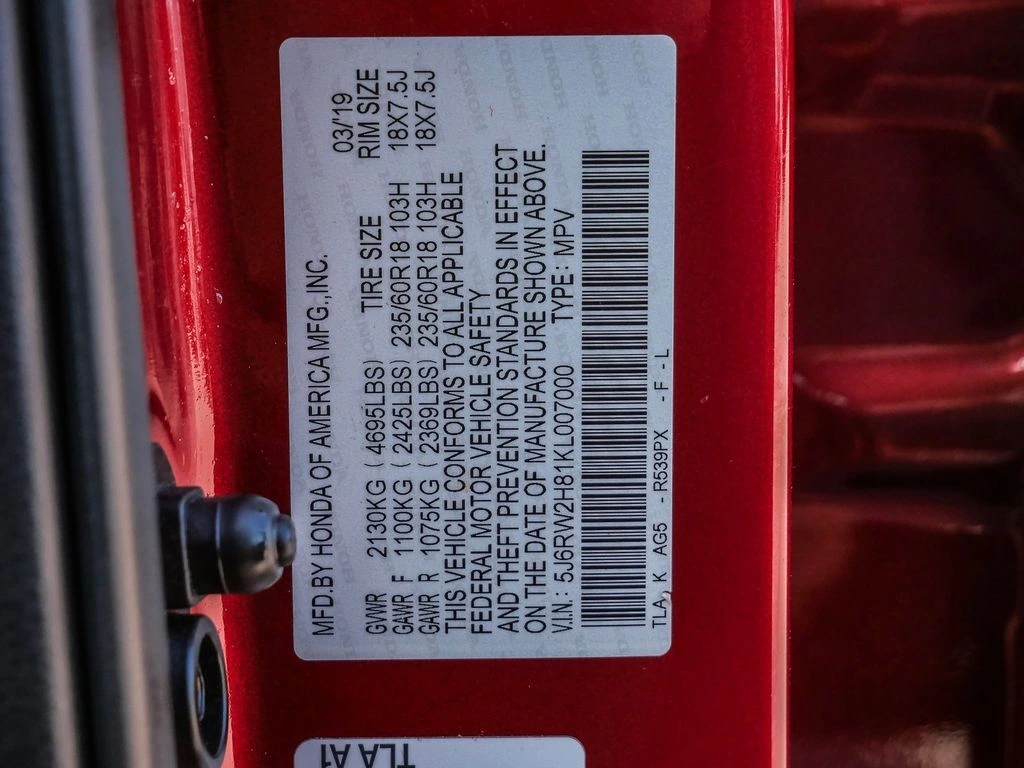 MFD.BY HONDA OF AMERICA MFG.,INC. 03/'19
TIRE SIZE RIM SIZE
GVWR 2130KG ( 4695LBS)
GAWR F 1100KG ( 2425LBS) 235/60R18 103H 18X7.5J
GAWR R 1075KG ( 2369LBS) 235/60R18 103H 18X7.5J
THIS VEHICLE CONFORMS TO ALL APPLICABLE
FEDERAL MOTOR VEHICLE SAFETY
AND THEFT PREVENTION STANDARDS IN EFFECT
ON THE DATE OF MANUFACTURE SHOWN ABOVE.
V.I.N.: 5J6RW2H81KL007000 TYPE: MPV
TLA, K AG5 - R539PX - F - L
TLA A1